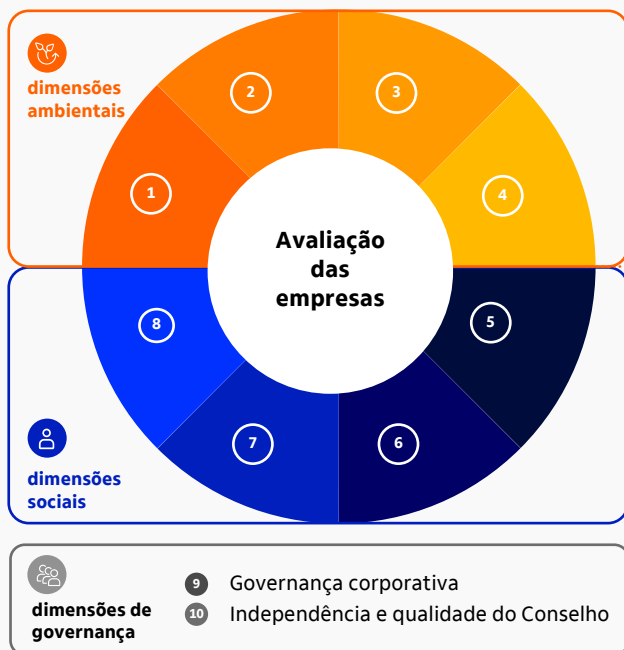 dimensões
ambientais
1
2
3
4
Avaliação
das
empresas
5
6
7
8
dimensões
sociais
dimensões de
governança
9 Governança corporativa
10 Independência e qualidade do Conselho